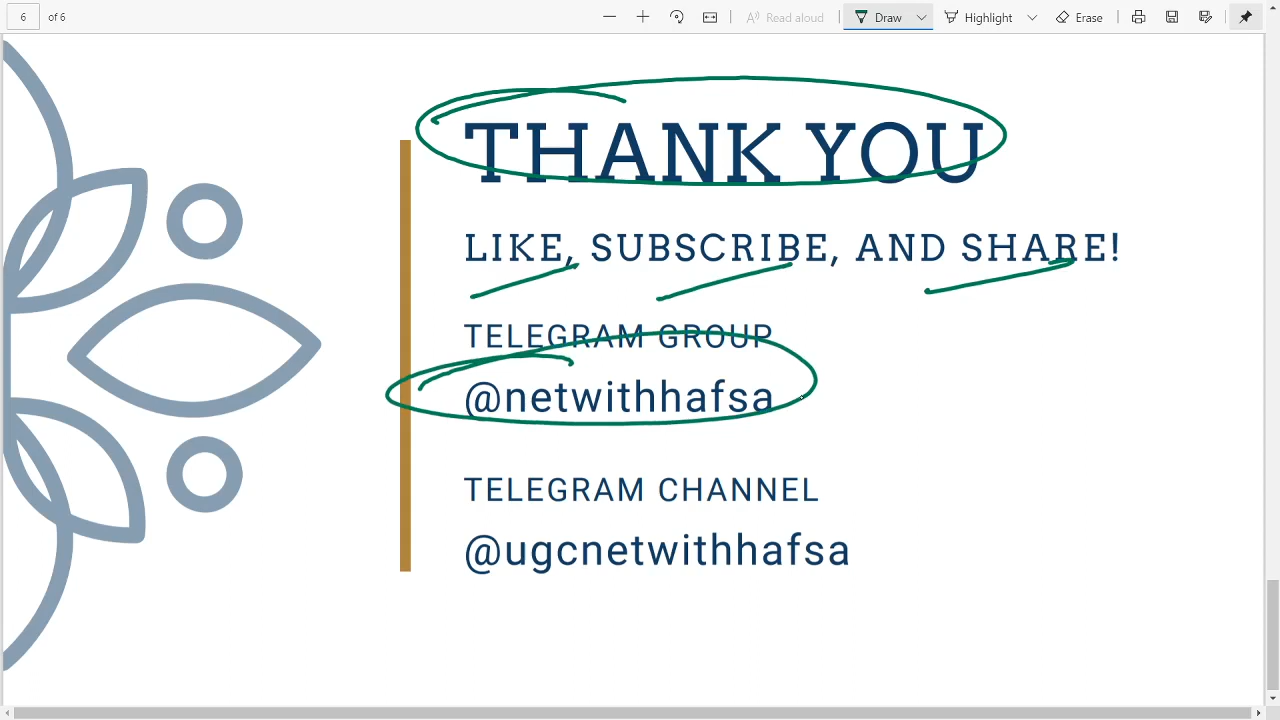 6 of 6 Read aloud Draw Highlight Erase
THANK YOU
LIKE, SUBSCRIBE, AND SHARE!
TELEGRAM GROUP
@netwithhafsa
TELEGRAM CHANNEL
@ugcnetwithhafsa